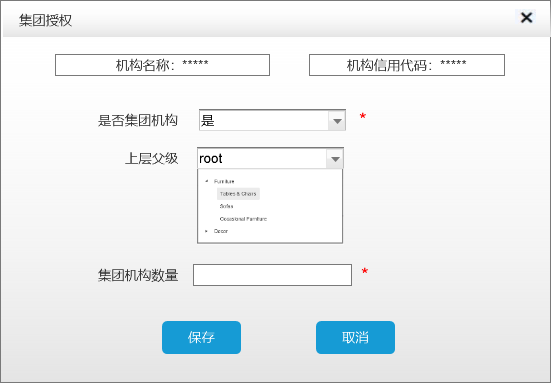 集团授权
机构名称：***** 机构信用代码：*****
是否集团机构 是 *
上层父级 root
Furniture
Tables & Chairs
Sofas
Occasional Furniture
Decor
集团机构数量 *
保存 取消